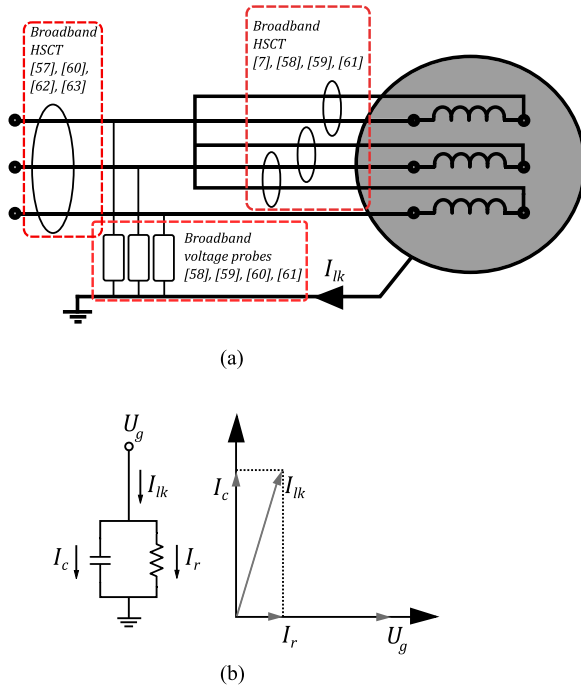 Broadband
HSCT
[57], [60],
[62], [63]
Broadband
HSCT
[7], [58], [59], [61]
Broadband
voltage probes
[58], [59], [60], [61]
I_lk
(a)
U_g
I_lk
I_c
I_r
I_c
I_lk
I_r
U_g
(b)